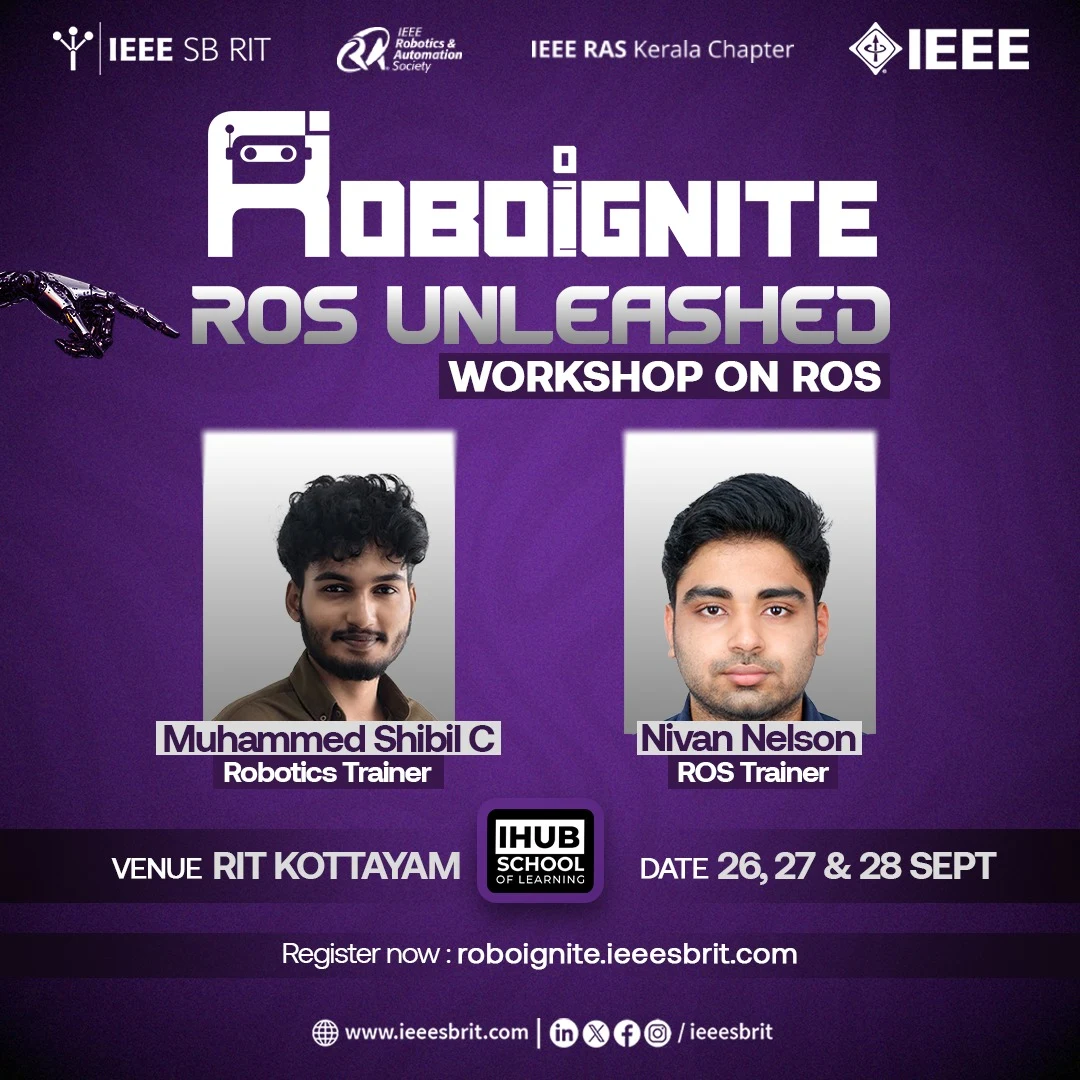 IEEE SB RIT
IEEE
Robotics &
Automation
Society
RA
IEEE RAS Kerala Chapter
IEEE
ROBOiGNITE
ROS UNLEASHED
WORKSHOP ON ROS
Muhammed Shibil C
Robotics Trainer
Nivan Nelson
ROS Trainer
VENUE RIT KOTTAYAM
IHUB
SCHOOL
OF LEARNING
DATE 26, 27 & 28 SEPT
Register now : roboignite.ieeesbrit.com
www.ieeesbrit.com | in X f /ieeesbrit